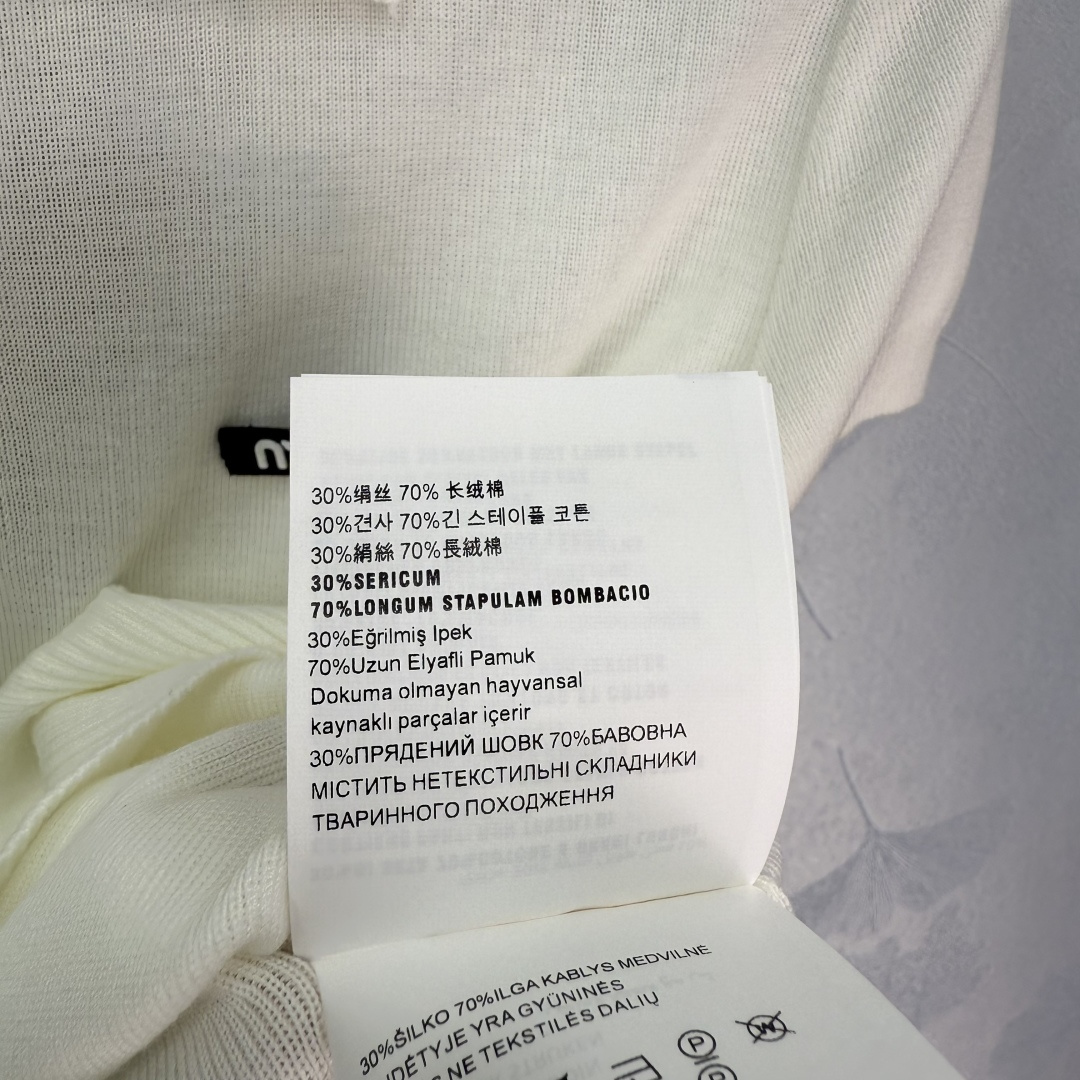 30%绢丝 70% 长绒棉
30%견사 70%긴 스테이플 코튼
30%絹絲 70%長絨棉
30%SERICUM
70%LONGUM STAPULAM BOMBACIO
30%Eğrilmiş Ipek
70%Uzun Elyafli Pamuk
Dokuma olmayan hayvansal
kaynaklı parçalar içerir
30%ПРЯДЕНИЙ ШОВК 70%БАВОВНА
МІСТИТЬ НЕТЕКСТИЛЬНІ СКЛАДНИКИ
ТВАРИННОГО ПОХОДЖЕННЯ
30%ŠILKO 70%ILGA KABLYS MEDVILNĖ
YRA GYŪNINĖS
NE TEKSTILĖS DALIŲ
P
W